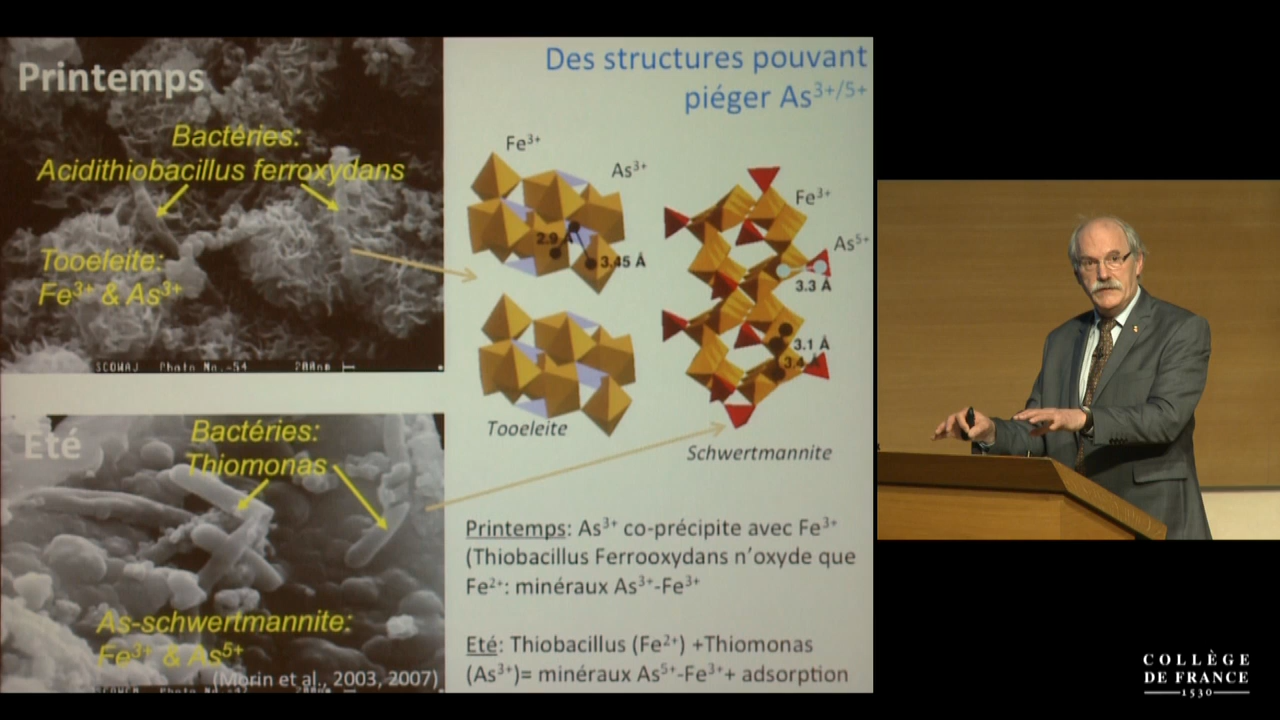 Printemps
Bactéries:
Acidithiobacillus ferroxydans
Tooeleite:
Fe³⁺ & As³⁺
SCOWAJ Photo No.=54 200nm
Eté
Bactéries:
Thiomonas
As-schwertmannite:
Fe³⁺ & As⁵⁺
(Morin et al., 2003, 2007)
Des structures pouvant
piéger As³⁺/⁵⁺
Fe³⁺
As³⁺
2.9
3.45 Å
Tooeleite
Fe³⁺
As⁵⁺
3.3 Å
3.1 Å
3.4
Schwertmannite
Printemps: As³⁺ co-précipite avec Fe³⁺
(Thiobacillus Ferrooxydans n'oxyde que
Fe²⁺: minéraux As³⁺-Fe³⁺
Eté: Thiobacillus (Fe²⁺) +Thiomonas
(As³⁺)= minéraux As⁵⁺-Fe³⁺+ adsorption
COLLÈGE
DE FRANCE
1530